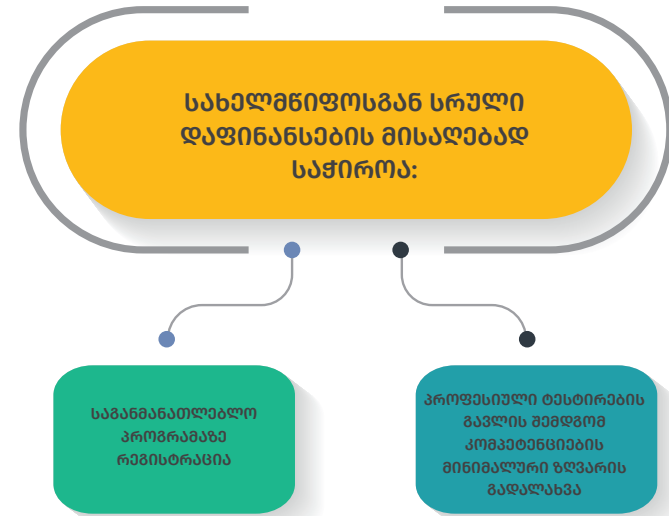 სახელმწიფოსგან სრული
დაფინანსების მისაღებად
საჭიროა:
საგანმანათლებლო
პროგრამაზე
რეგისტრაცია
პროფესიული ტესტირების
გავლის შემდგომ
კომპეტენციების
მინიმალური ზღვარის
გადალახვა